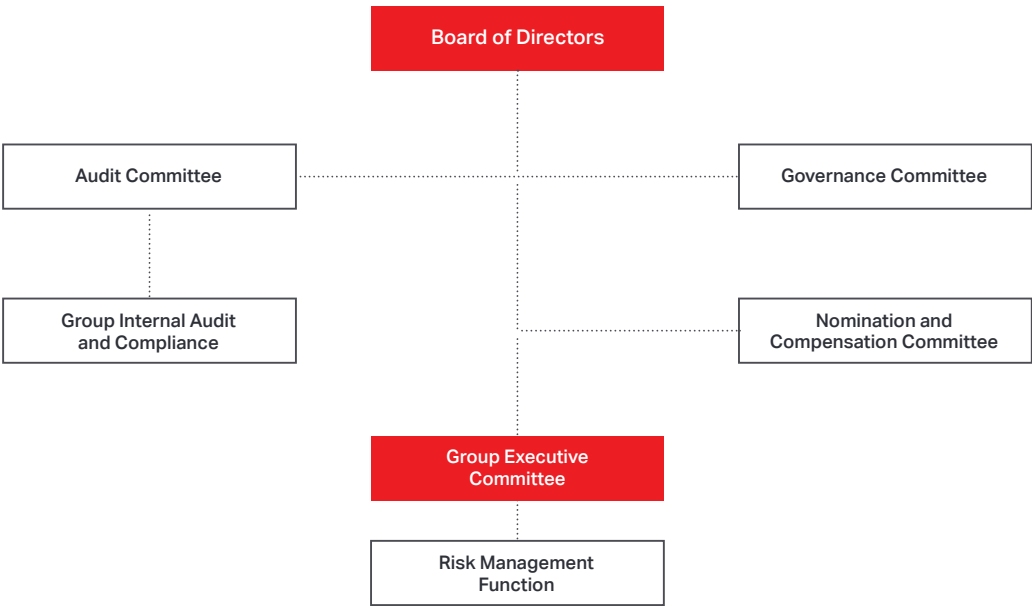 Board of Directors
Audit Committee
Governance Committee
Group Internal Audit
and Compliance
Nomination and
Compensation Committee
Group Executive
Committee
Risk Management
Function